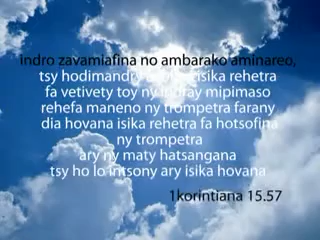 Indro zavamiafina no ambarako aminareo,
tsy hodimandry isika rehetra
fa vetivety toy ny indray mipimaso
rehefa maneno ny trompetra farany
dia hovana isika rehetra fa hotsofina
ny trompetra
ary ny maty hatsangana
tsy ho lo intsony ary isika hovana
1korintiana 15.57